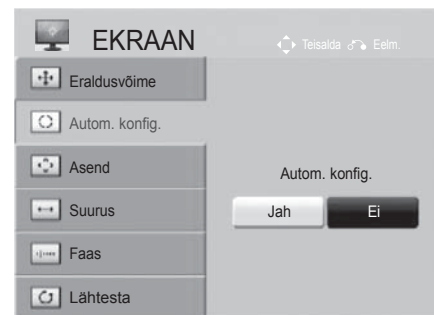 EKRAAN
Teisalda Eelm.
Eraldusvõime
Autom. konfig.
Asend
Suurus
Faas
Lähtesta
Autom. konfig.
Jah Ei